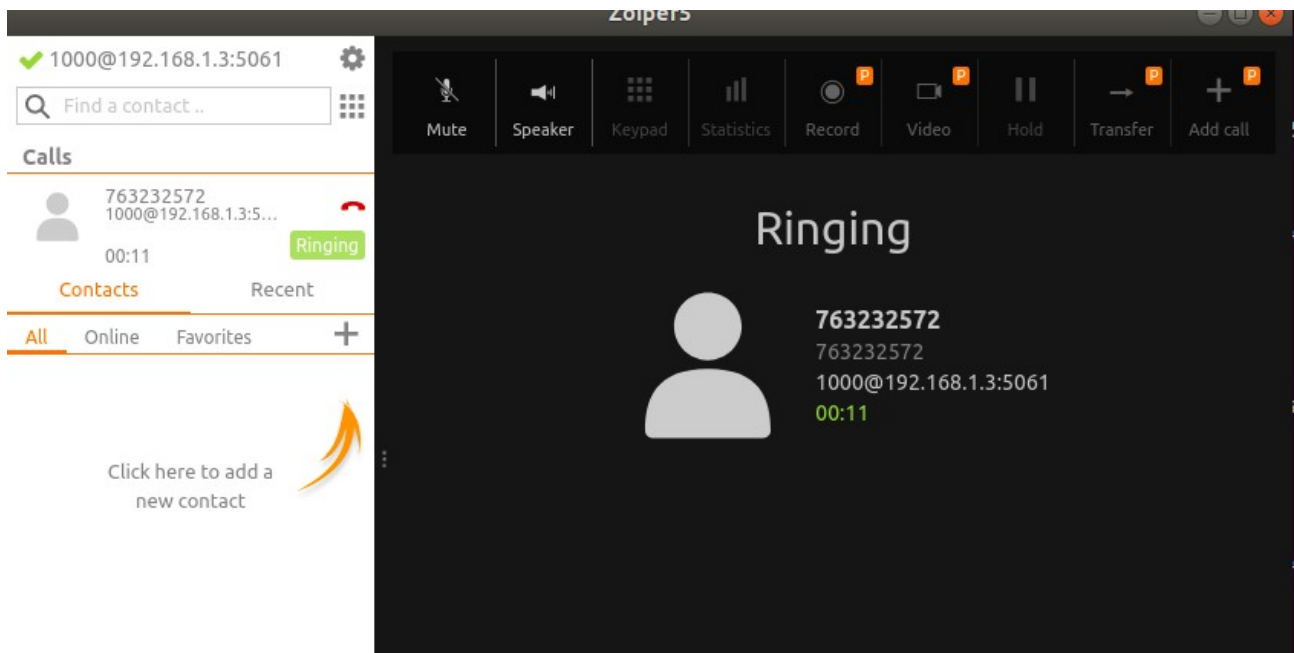 Zoiper5
1000@192.168.1.3:5061
Find a contact ..
Calls
763232572
1000@192.168.1.3:5...
00:11
Ringing
Contacts Recent
All Online Favorites
Click here to add a
new contact
P P P P
Mute Speaker Keypad Statistics Record Video Hold Transfer Add call
Ringing
763232572
763232572
1000@192.168.1.3:5061
00:11